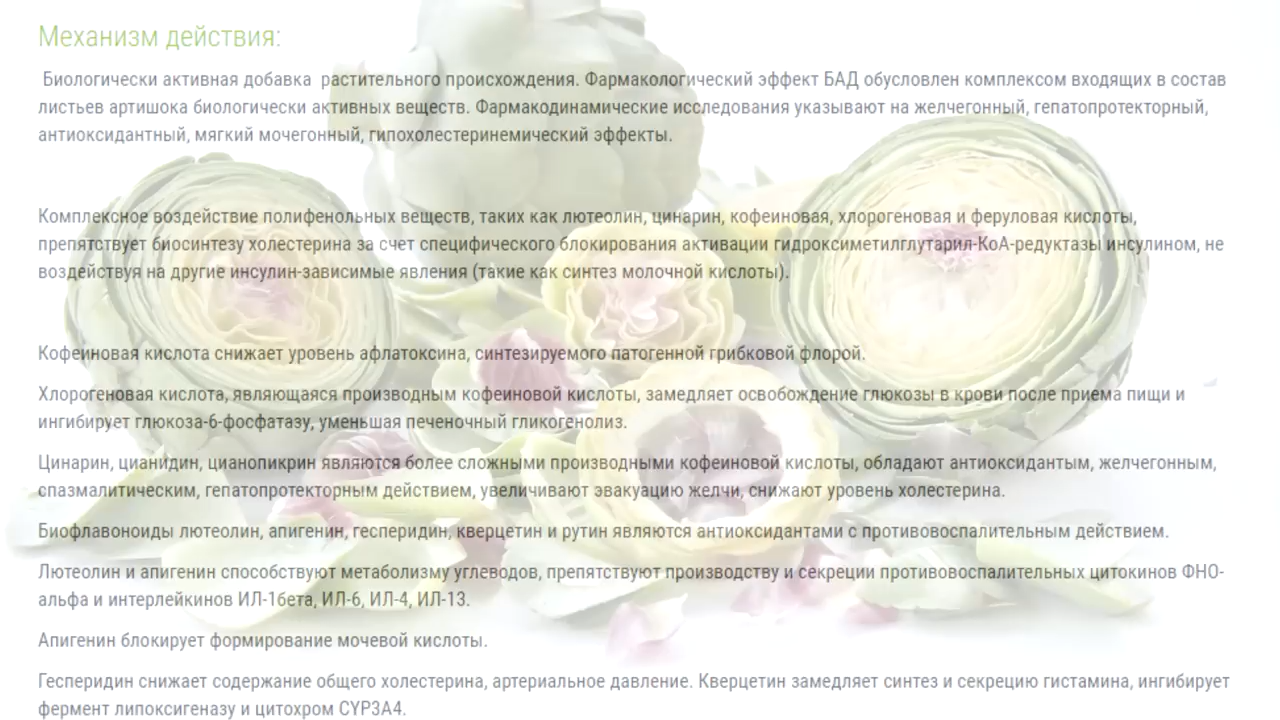 Механизм действия:
Биологически активная добавка растительного происхождения. Фармакологический эффект БАД обусловлен комплексом входящих в состав
листьев артишока биологически активных веществ. Фармакодинамические исследования указывают на желчегонный, гепатопротекторный,
антиоксидантный, мягкий мочегонный, гипохолестеринемический эффекты.
Комплексное воздействие полифенольных веществ, таких как лютеолин, цинарин, кофеиновая, хлорогеновая и феруловая кислоты,
препятствует биосинтезу холестерина за счет специфического блокирования активации гидроксиметилглутарил-КоА-редуктазы инсулином, не
воздействуя на другие инсулин-зависимые явления (такие как синтез молочной кислоты).
Кофеиновая кислота снижает уровень афлатоксина, синтезируемого патогенной грибковой флорой.
Хлорогеновая кислота, являющаяся производным кофеиновой кислоты, замедляет освобождение глюкозы в крови после приема пищи и
ингибирует глюкоза-6-фосфатазу, уменьшая печеночный гликогенолиз.
Цинарин, цианидин, цианопикрин являются более сложными производными кофеиновой кислоты, обладают антиоксидантым, желчегонным,
спазмалитическим, гепатопротекторным действием, увеличивают эвакуацию желчи, снижают уровень холестерина.
Биофлавоноиды лютеолин, апигенин, гесперидин, кверцетин и рутин являются антиоксидантами с противовоспалительным действием.
Лютеолин и апигенин способствуют метаболизму углеводов, препятствуют производству и секреции противовоспалительных цитокинов ФНО-
альфа и интерлейкинов ИЛ-1бета, ИЛ-6, ИЛ-4, ИЛ-13.
Апигенин блокирует формирование мочевой кислоты.
Гесперидин снижает содержание общего холестерина, артериальное давление. Кверцетин замедляет синтез и секрецию гистамина, ингибирует
фермент липоксигеназу и цитохром CYP3A4.